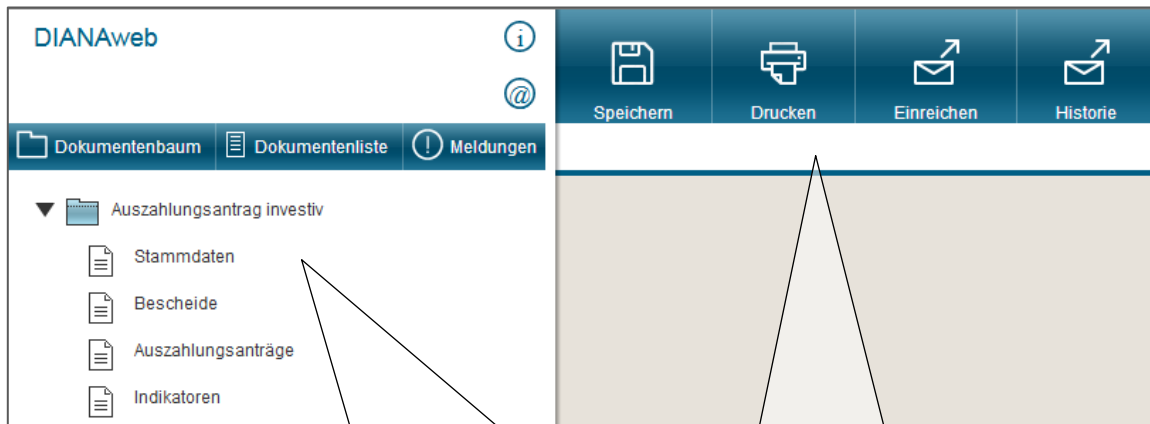 DIANAweb
i
@
Speichern
Drucken
Einreichen
Historie
Dokumentenbaum
Dokumentenliste
! Meldungen
Auszahlungsantrag investiv
Stammdaten
Bescheide
Auszahlungsanträge
Indikatoren